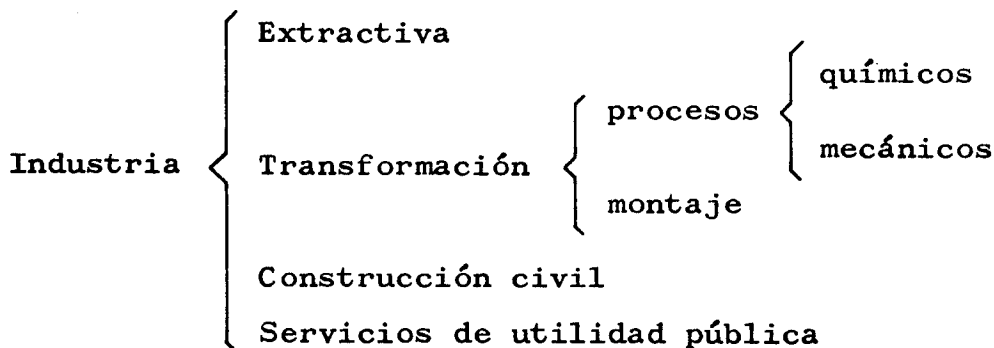 Industria
Extractiva
Transformación
procesos
químicos
mecánicos
montaje
Construcción civil
Servicios de utilidad pública